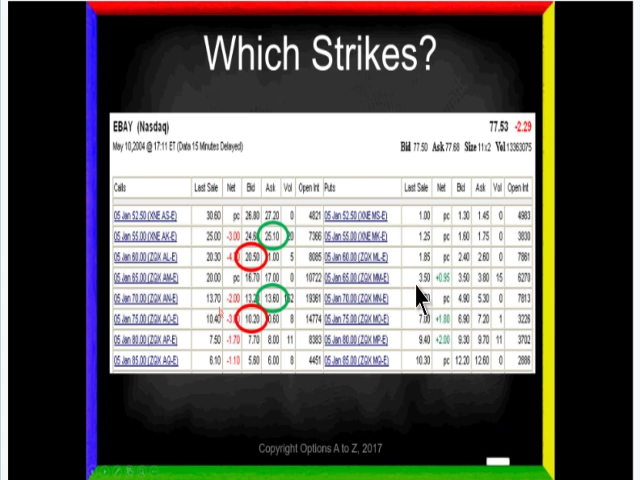 Which Strikes?
EBAY (Nasdaq) 77.53 -2.29
May 10,2004 @ 17:11 ET (Data 15 Minutes Delayed) Bid 77.50 Ask 77.68 Size 11x2 Vol 13363075
Calls Last Sale Net Bid Ask Vol Open Int Puts Last Sale Net Bid Ask Vol Open Int
05 Jan 52.50 (XNE AS-E) 30.60 pc 26.80 27.20 0 4821 05 Jan 52.50 (XNE MS-E) 1.00 pc 1.30 1.45 0 4983
05 Jan 55.00 (XNE AK-E) 25.00 -3.00 25.10 7366 05 Jan 55.00 (XNE MK-E) 1.25 pc 1.60 1.75 0 3830
05 Jan 60.00 (ZQX AL-E) 20.30 20.50 5 8085 05 Jan 60.00 (ZQX ML-E) 1.85 pc 2.40 2.60 0 7861
05 Jan 65.00 (ZQX AM-E) 20.00 pc 16.70 17.00 0 10722 05 Jan 65.00 (ZQX MM-E) 3.50 +0.95 3.50 3.80 15 6270
05 Jan 70.00 (ZQX AN-E) 13.70 -2.00 13.60 19361 05 Jan 70.00 (ZQX MN-E) pc 4.90 5.30 0 7813
05 Jan 75.00 (ZQX AO-E) 10.40 10.20 8 14774 05 Jan 75.00 (ZQX MO-E) 7.00 +1.80 6.90 7.20 1 3226
05 Jan 80.00 (ZQX AP-E) 7.50 -1.70 7.70 8.00 11 8383 05 Jan 80.00 (ZQX MP-E) 9.40 +2.00 9.30 9.70 11 3702
05 Jan 85.00 (ZQX AQ-E) 6.10 -1.10 5.60 6.00 8 4451 05 Jan 85.00 (ZQX MQ-E) 10.30 pc 12.20 12.60 0 2886
Copyright Options A to Z, 2017